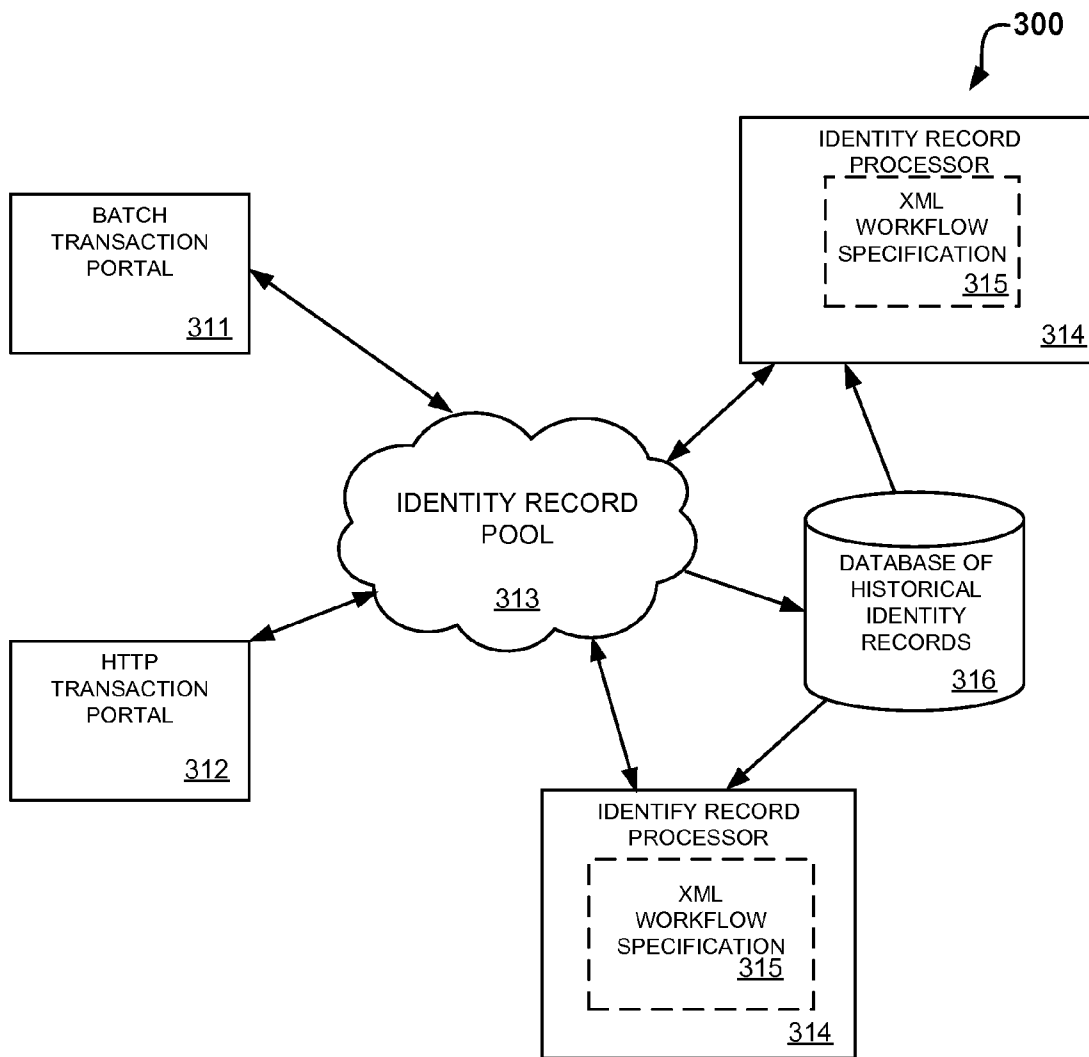 300
IDENTITY RECORD
PROCESSOR
XML
WORKFLOW
SPECIFICATION
315
314
BATCH
TRANSACTION
PORTAL
311
IDENTITY RECORD
POOL
313
DATABASE OF
HISTORICAL
IDENTITY
RECORDS
316
HTTP
TRANSACTION
PORTAL
312
IDENTIFY RECORD
PROCESSOR
XML
WORKFLOW
SPECIFICATION
315
314